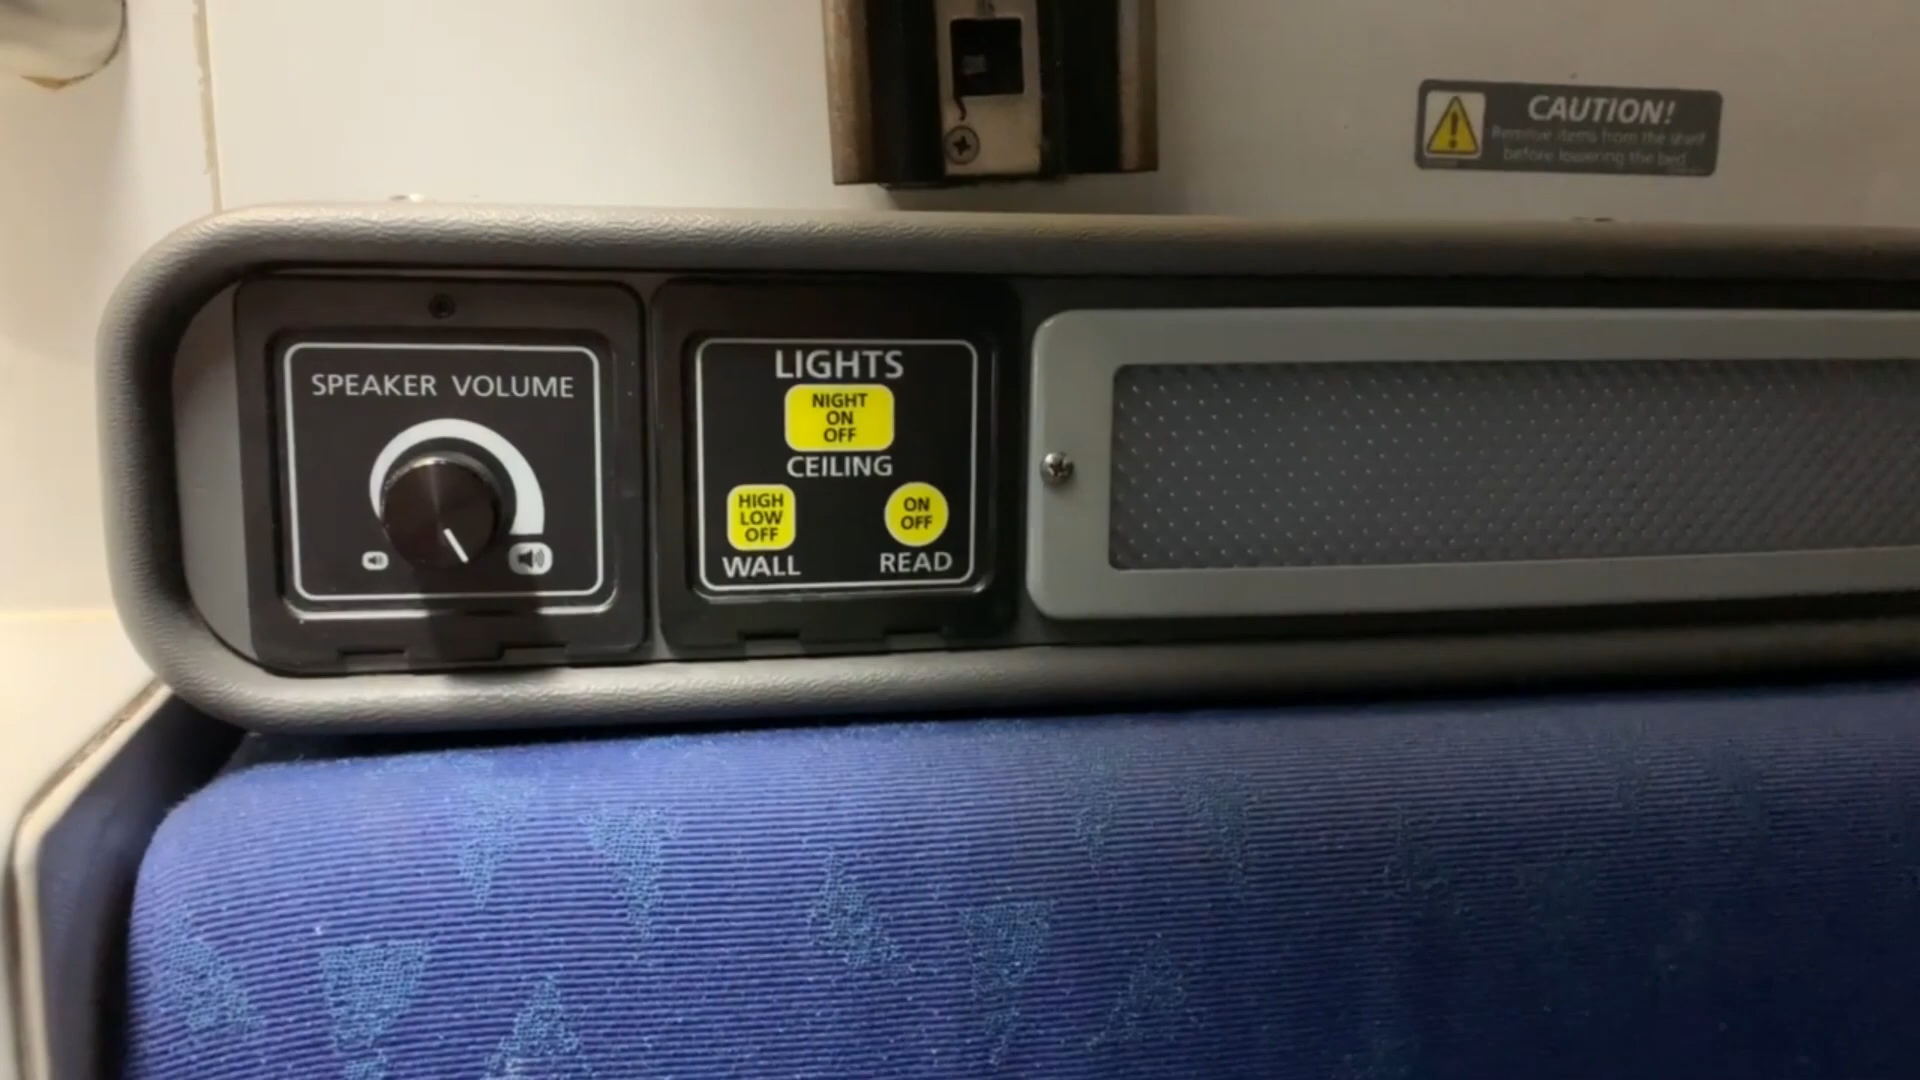 CAUTION!
Remove items from the shelf
before lowering the bed
SPEAKER VOLUME
LIGHTS
NIGHT
ON
OFF
CEILING
HIGH
LOW
OFF
WALL
ON
OFF
READ